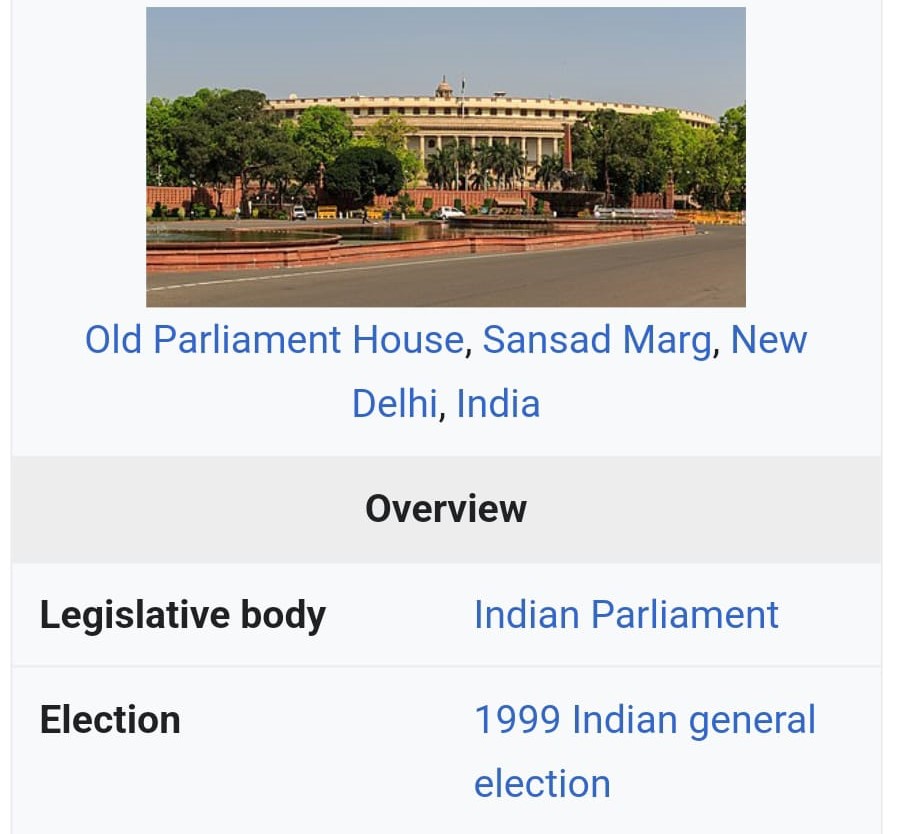 Old Parliament House, Sansad Marg, New
Delhi, India
Overview
Legislative body Indian Parliament
Election 1999 Indian general
election